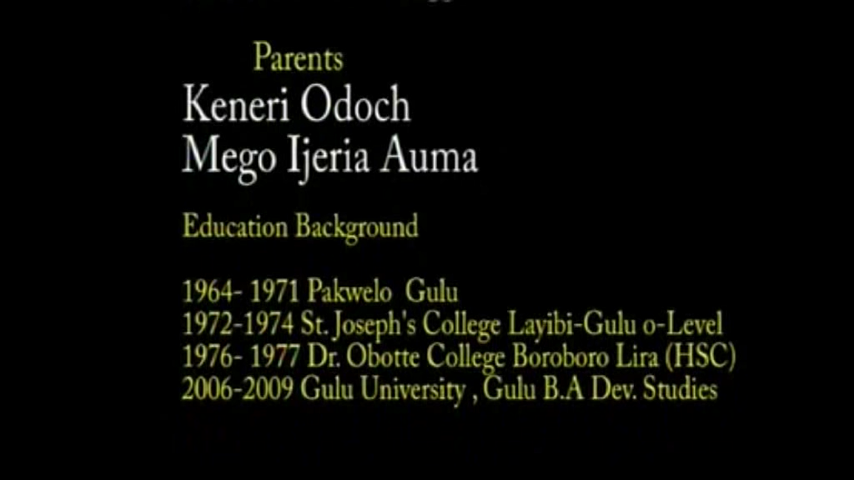 Parents
Keneri Odoch
Mego Ijeria Auma
Education Background
1964- 1971 Pakwelo Gulu
1972-1974 St. Joseph's College Layibi-Gulu o-Level
1976- 1977 Dr. Obotte College Boroboro Lira (HSC)
2006-2009 Gulu University , Gulu B.A Dev. Studies